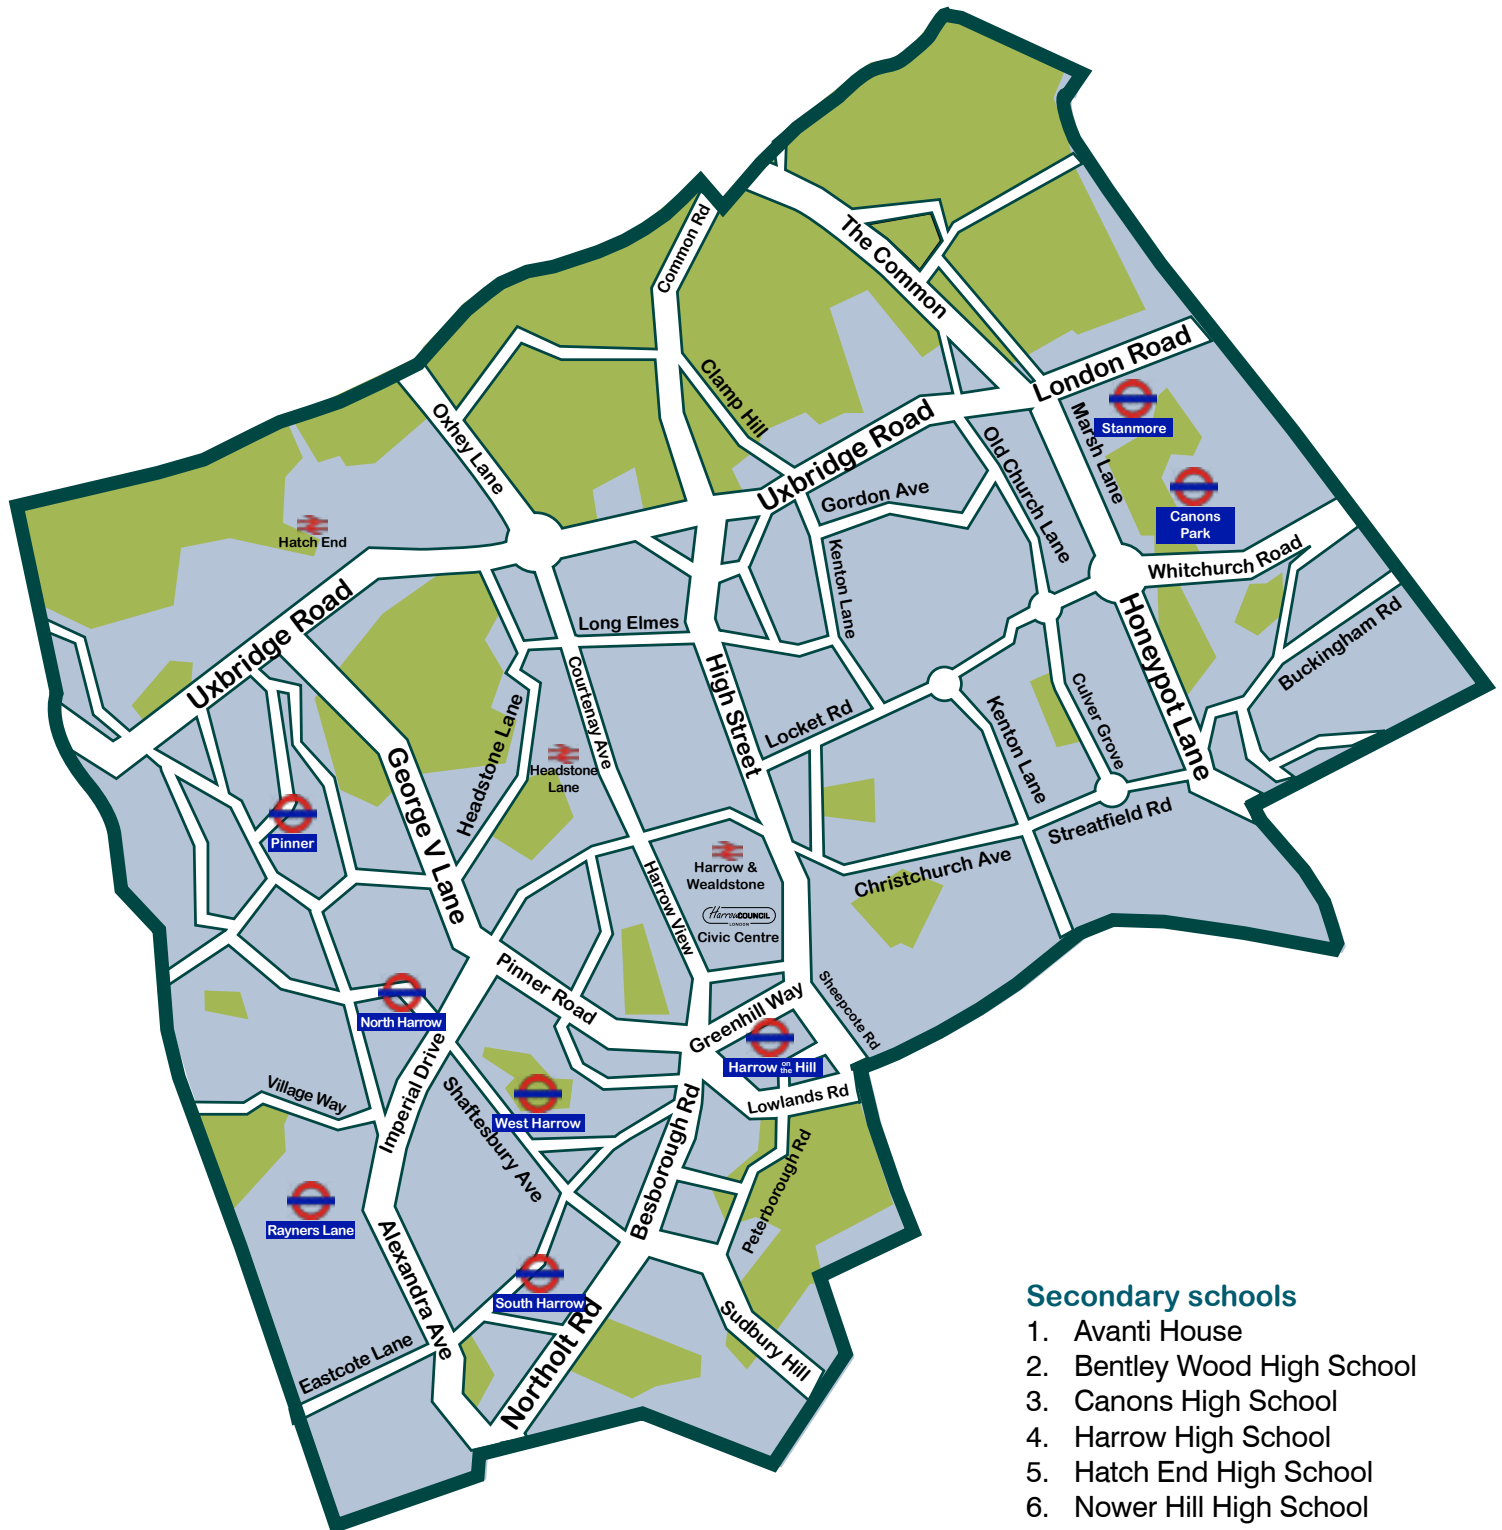 Common Rd
The Common
London Road
Stanmore
Marsh Lane
Clamp Hill
Oxhey Lane
Uxbridge Road
Old Church Lane
Gordon Ave
Canons
Park
Hatch End
Whitchurch Road
Kenton Lane
Uxbridge Road
Long Elmes
Honeypot Lane
Buckingham Rd
Courtenay Ave
High Street
Headstone Lane
Locket Rd
Kenton Lane
Culver Grove
Headstone
Lane
George V Lane
Pinner
Streatfield Rd
Christchurch Ave
Harrow &
Wealdstone
HarrowCOUNCIL
LONDON
Civic Centre
Harrow View
Pinner Road
Sheepcote Rd
North Harrow
Greenhill Way
Harrow on the Hill
Imperial Drive
Village Way
Shaftesbury Ave
West Harrow
Lowlands Rd
Besborough Rd
Peterborough Rd
Rayners Lane
Alexandra Ave
South Harrow
Northolt Rd
Sudbury Hill
Eastcote Lane
Secondary schools
1. Avanti House
2. Bentley Wood High School
3. Canons High School
4. Harrow High School
5. Hatch End High School
6. Nower Hill High School